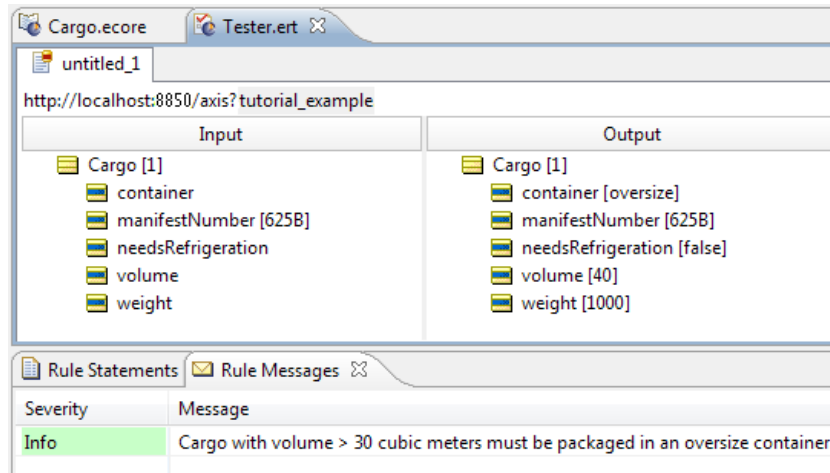 Cargo.ecore Tester.ert
untitled_1
http://localhost:8850/axis?tutorial_example
Input Output
Cargo [1] Cargo [1]
container container [oversize]
manifestNumber [625B] manifestNumber [625B]
needsRefrigeration needsRefrigeration [false]
volume volume [40]
weight weight [1000]
Rule Statements Rule Messages
Severity Message
Info Cargo with volume > 30 cubic meters must be packaged in an oversize container